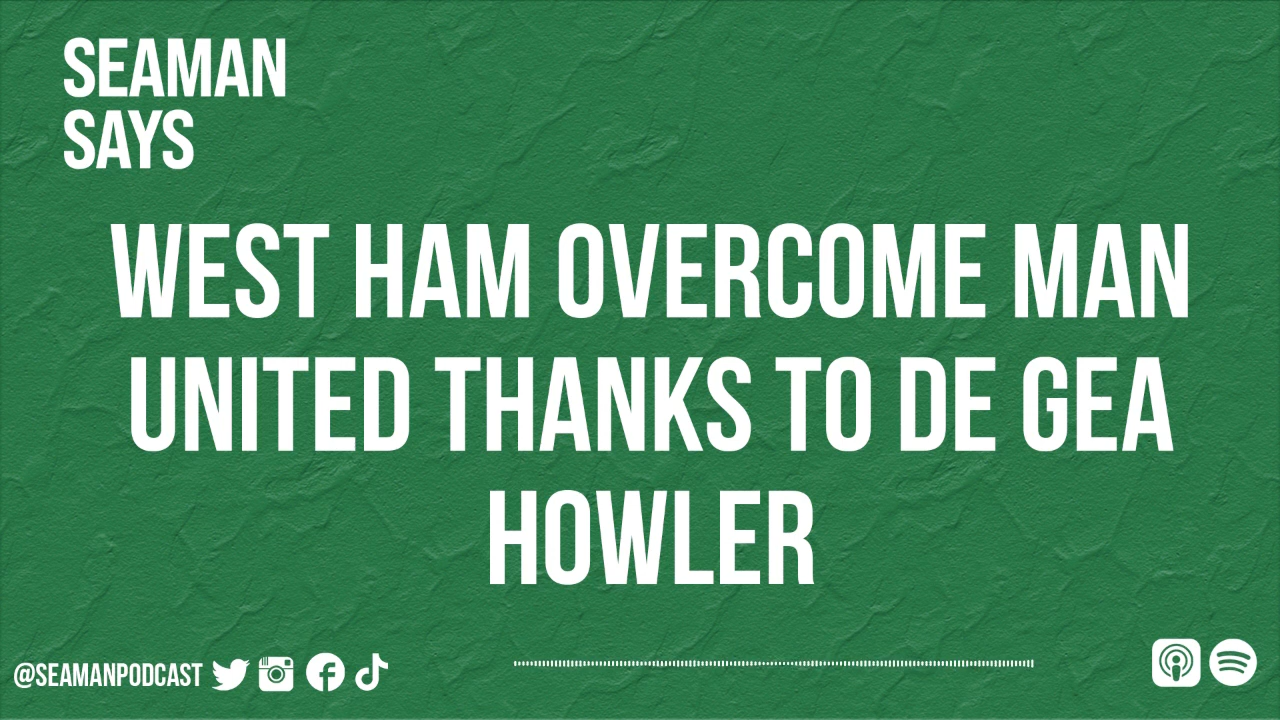 SEAMAN
SAYS
WEST HAM OVERCOME MAN
UNITED THANKS TO DE GEA
HOWLER
@SEAMANPODCAST